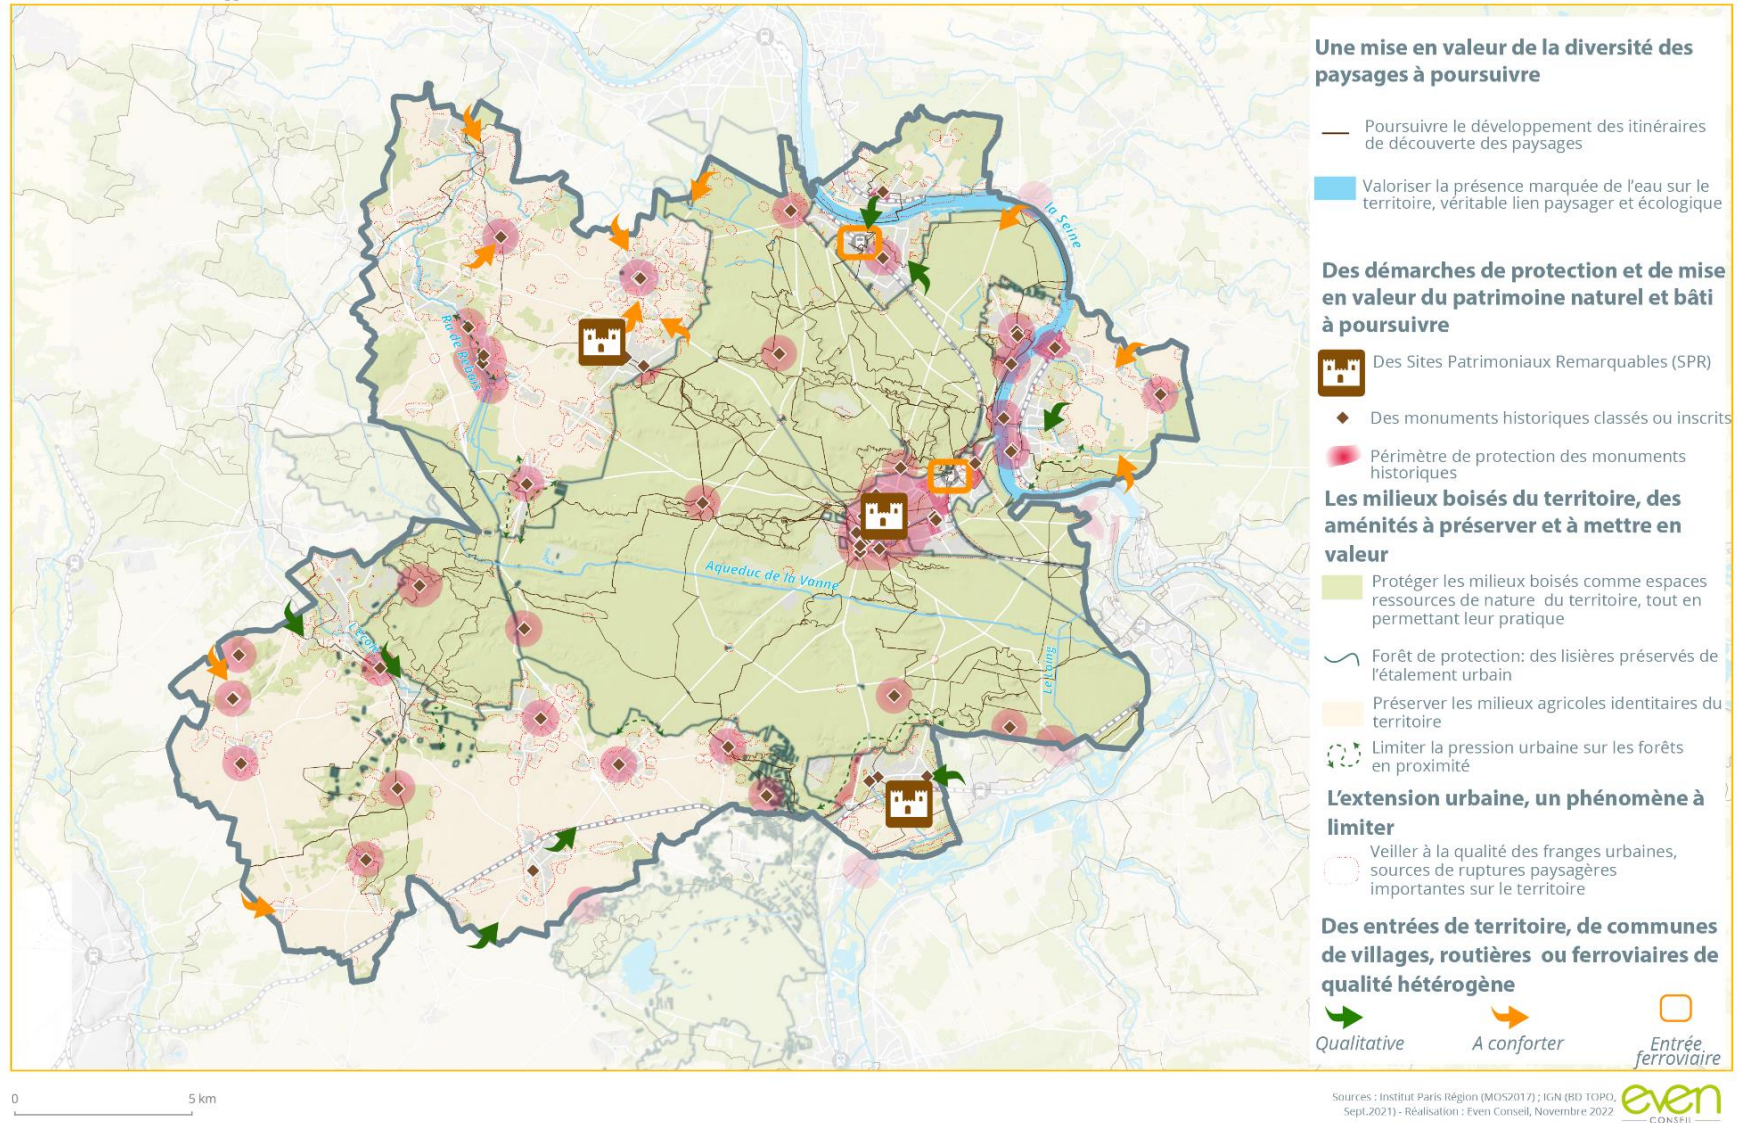 Une mise en valeur de la diversité des
paysages à poursuivre
Poursuivre le développement des itinéraires
de découverte des paysages
Valoriser la présence marquée de l'eau sur le
territoire, véritable lien paysager et écologique
Des démarches de protection et de mise
en valeur du patrimoine naturel et bâti
à poursuivre
Des Sites Patrimoniaux Remarquables (SPR)
Des monuments historiques classés ou inscrits
Périmètre de protection des monuments
historiques
Les milieux boisés du territoire, des
aménités à préserver et à mettre en
valeur
Protéger les milieux boisés comme espaces
ressources de nature du territoire, tout en
permettant leur pratique
Forêt de protection: des lisières préservés de
l'étalement urbain
Préserver les milieux agricoles identitaires du
territoire
Limiter la pression urbaine sur les forêts
en proximité
L'extension urbaine, un phénomène à
limiter
Veiller à la qualité des franges urbaines,
sources de ruptures paysagères
importantes sur le territoire
Des entrées de territoire, de communes
de villages, routières ou ferroviaires de
qualité hétérogène
Qualitative
A conforter
Entrée
ferroviaire
la Seine
Ru de Rebais
Aqueduc de la Vanne
Le Loing
0
5 km
Sources : Institut Paris Région (MOS2017) ; IGN (BD TOPO,
Sept.2021) - Réalisation : Even Conseil, Novembre 2022
even
CONSEIL